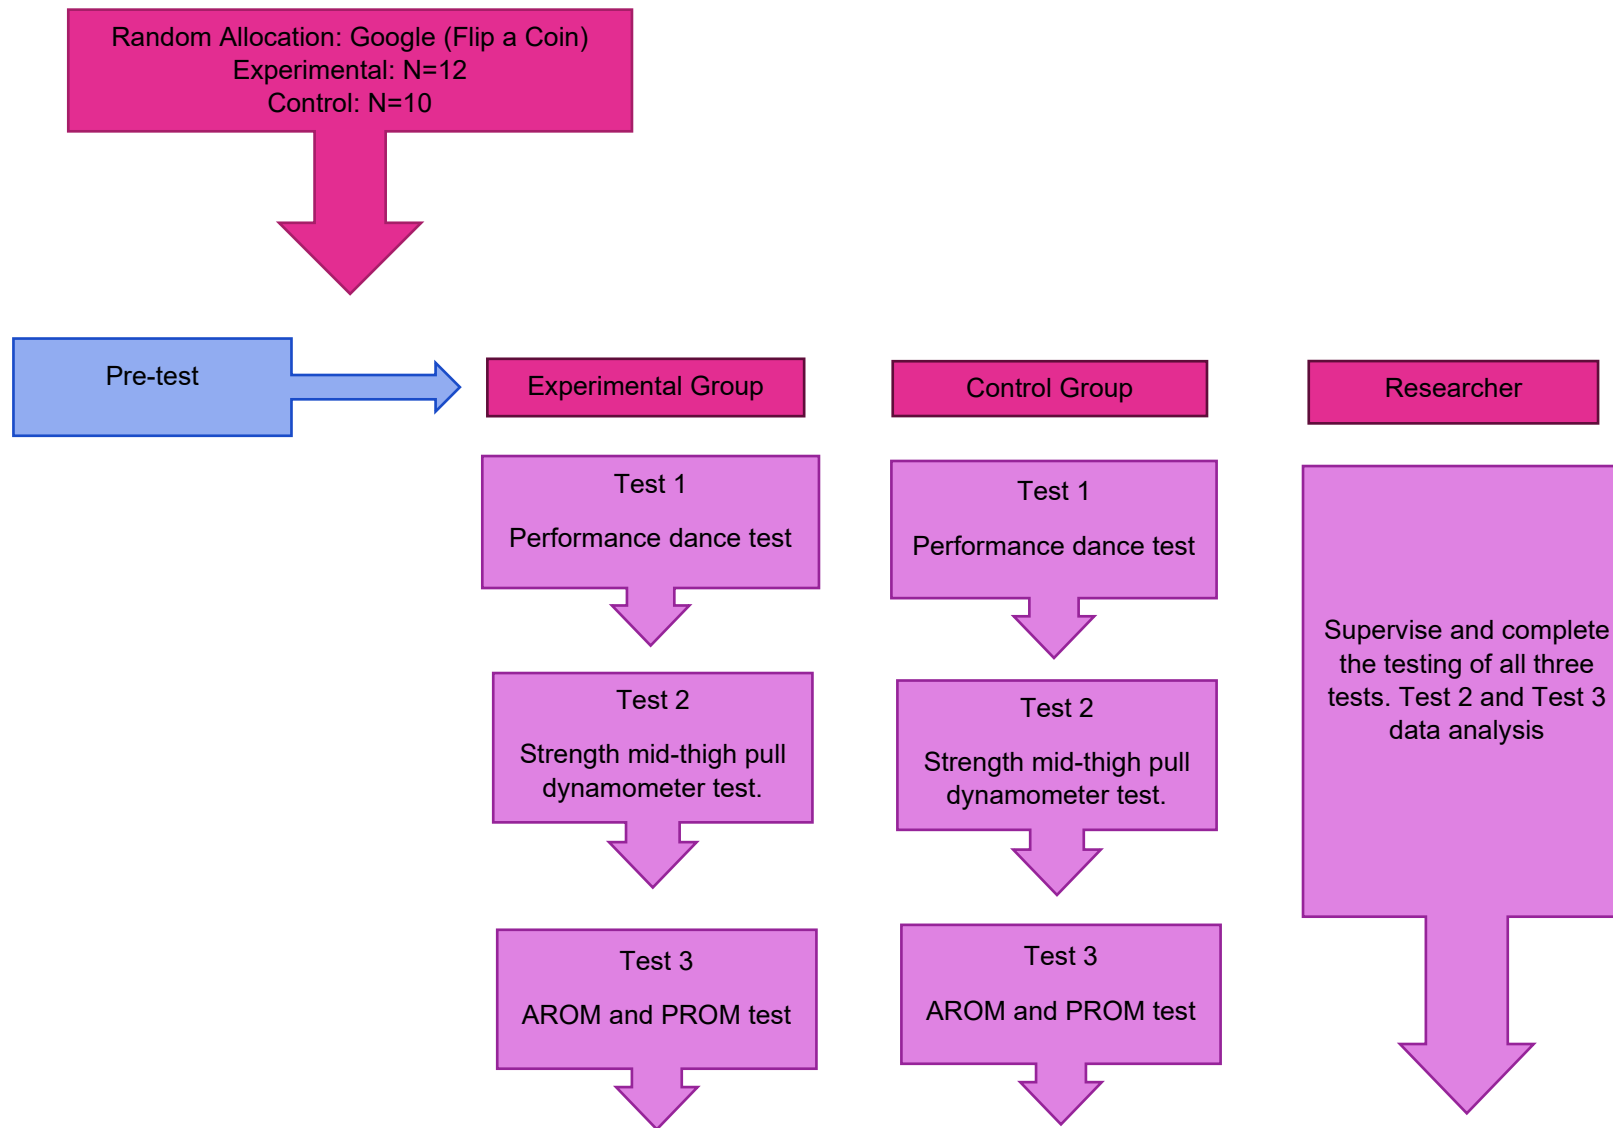 Random Allocation: Google (Flip a Coin)
Experimental: N=12
Control: N=10
Pre-test
Experimental Group
Control Group
Researcher
Test 1
Performance dance test
Test 1
Performance dance test
Supervise and complete
the testing of all three
tests. Test 2 and Test 3
data analysis
Test 2
Strength mid-thigh pull
dynamometer test.
Test 2
Strength mid-thigh pull
dynamometer test.
Test 3
AROM and PROM test
Test 3
AROM and PROM test